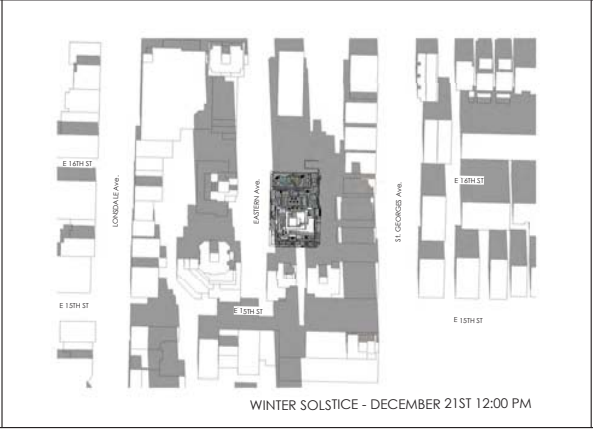 E 16TH ST
LONSDALE Ave.
EASTERN Ave.
ST. GEORGES Ave.
E 16TH ST
E 15TH ST
E 15TH ST
E 15TH ST
WINTER SOLSTICE - DECEMBER 21ST 12:00 PM